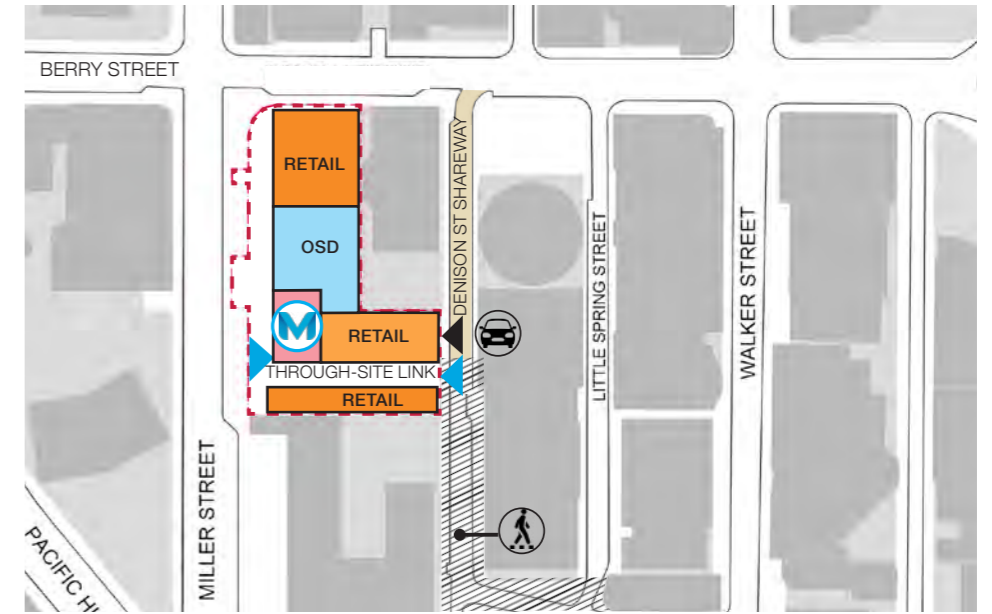 BERRY STREET
RETAIL
DENISON ST SHAREWAY
OSD
LITTLE SPRING STREET
WALKER STREET
M
RETAIL
THROUGH-SITE LINK
RETAIL
MILLER STREET
PACIFIC H